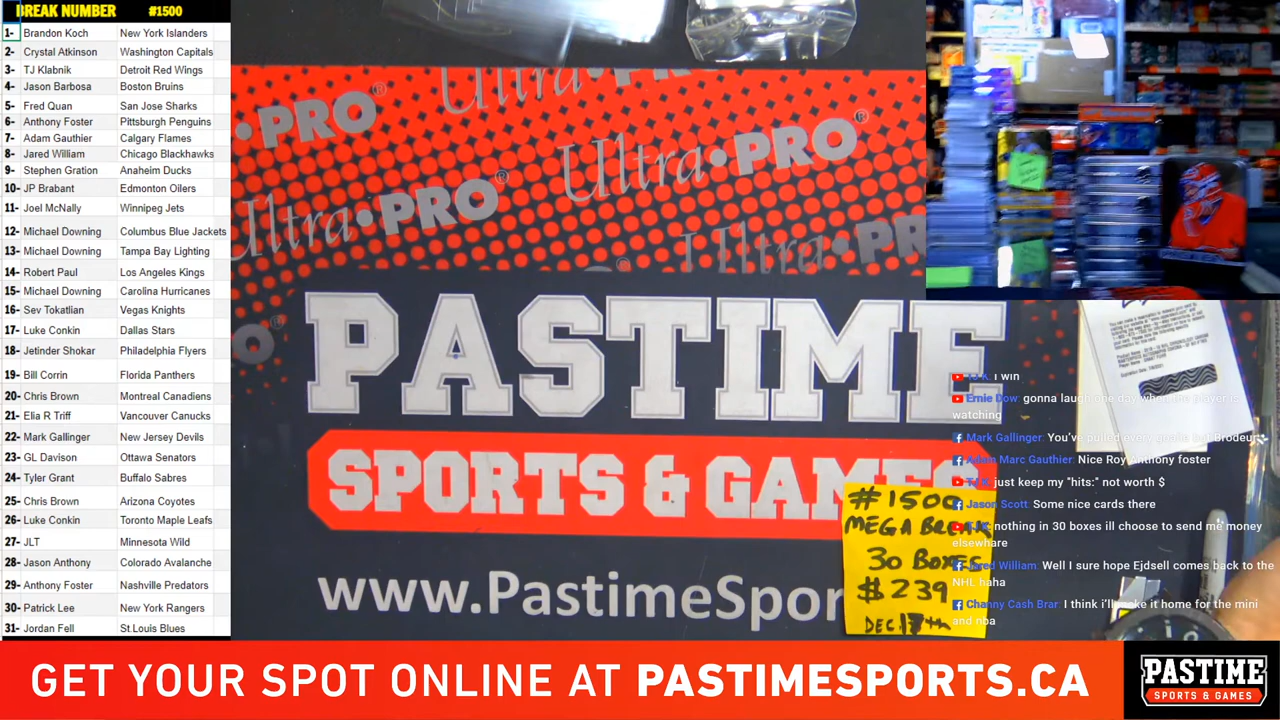 BREAK NUMBER #1500
1- Brandon Koch New York Islanders
2- Crystal Atkinson Washington Capitals
3- TJ Klabnik Detroit Red Wings
4- Jason Barbosa Boston Bruins
5- Fred Quan San Jose Sharks
6- Anthony Foster Pittsburgh Penguins
7- Adam Gauthier Calgary Flames
8- Jared William Chicago Blackhawks
9- Stephen Gration Anaheim Ducks
10- JP Brabant Edmonton Oilers
11- Joel McNally Winnipeg Jets
12- Michael Downing Columbus Blue Jackets
13- Michael Downing Tampa Bay Lighting
14- Robert Paul Los Angeles Kings
15- Michael Downing Carolina Hurricanes
16- Sev Tokatlian Vegas Knights
17- Luke Conkin Dallas Stars
18- Jetinder Shokar Philadelphia Flyers
19- Bill Corrin Florida Panthers
20- Chris Brown Montreal Canadiens
21- Elia R Triff Vancouver Canucks
22- Mark Gallinger New Jersey Devils
23- GL Davison Ottawa Senators
24- Tyler Grant Buffalo Sabres
25- Chris Brown Arizona Coyotes
26- Luke Conkin Toronto Maple Leafs
27- JLT Minnesota Wild
28- Jason Anthony Colorado Avalanche
29- Anthony Foster Nashville Predators
30- Patrick Lee New York Rangers
31- Jordan Fell St Louis Blues
Ultra•PRO
•PRO®
Ultra•PRO®
Ultra•PRO®
Ultra•PR
PASTIME
SPORTS & GAMES
www.PastimeSpor
#1500
MEGA BREAK
30 BOXES
$239
DEC. 17th
I win
Ernie Dow: gonna laugh one day when the player is
watching
Mark Gallinger: You've pulled every goalie but Brodeur
Adam Marc Gauthier: Nice Roy Anthony foster
just keep my "hits:" not worth $
Jason Scott: Some nice cards there
nothing in 30 boxes ill choose to send me money
elsewhere
Jared William: Well I sure hope Ejdsell comes back to the
NHL haha
Channy Cash Brar: I think i'll make it home for the mini
and nba
GET YOUR SPOT ONLINE AT PASTIMESPORTS.CA
PASTIME
SPORTS & GAMES